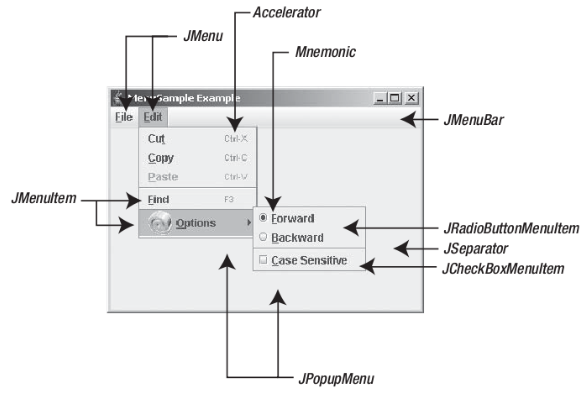 Accelerator
JMenu
Mnemonic
MenuSample Example
File Edit
JMenuBar
Cut Ctrl-X
Copy Ctrl-C
Paste Ctrl-V
JMenuItem
Find F3
Options
Forward
Backward
JRadioButtonMenuItem
JSeparator
Case Sensitive
JCheckBoxMenuItem
JPopupMenu